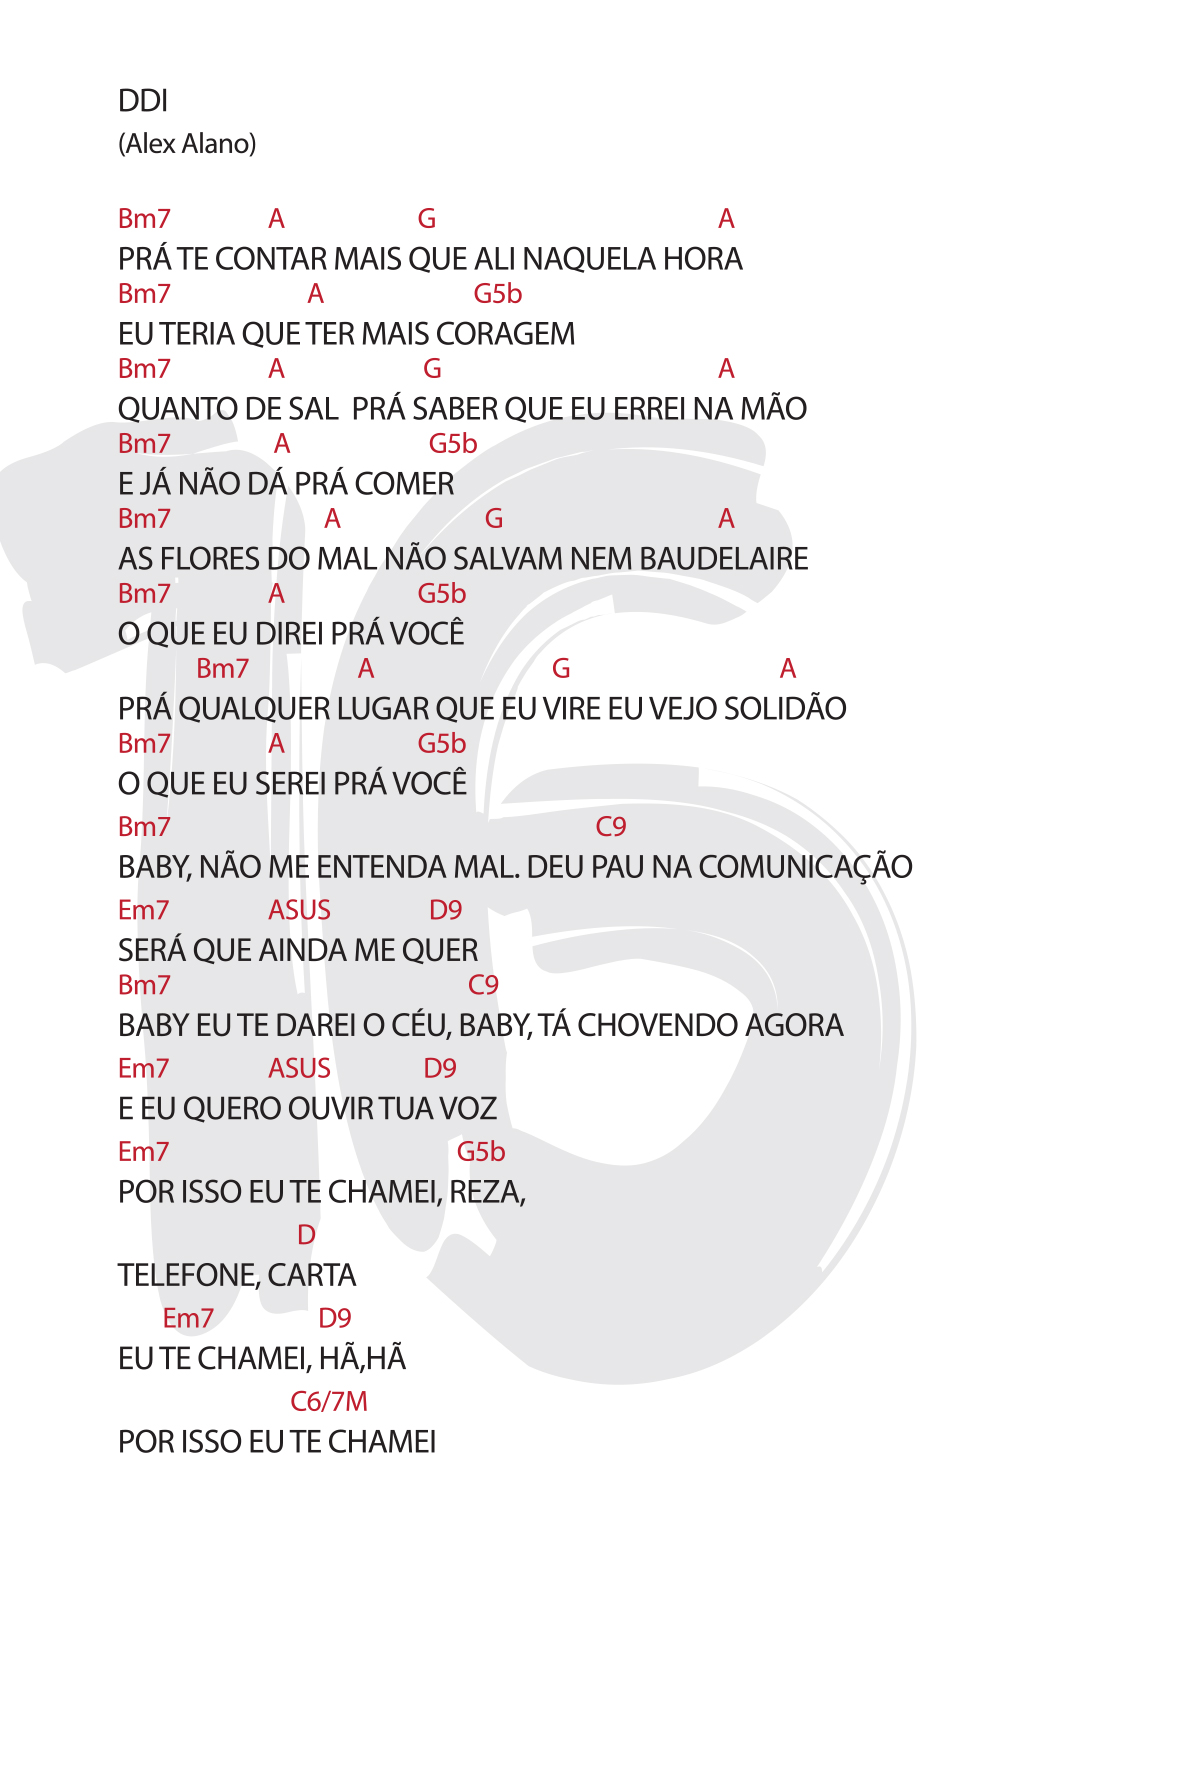 DDI
(Alex Alano)
Bm7 A G A
PRÁ TE CONTAR MAIS QUE ALI NAQUELA HORA
Bm7 A G5b
EU TERIA QUE TER MAIS CORAGEM
Bm7 A G A
QUANTO DE SAL  PRÁ SABER QUE EU ERREI NA MÃO
Bm7 A G5b
E JÁ NÃO DÁ PRÁ COMER
Bm7 A G A
AS FLORES DO MAL NÃO SALVAM NEM BAUDELAIRE
Bm7 A G5b
O QUE EU DIREI PRÁ VOCÊ
Bm7 A G A
PRÁ QUALQUER LUGAR QUE EU VIRE EU VEJO SOLIDÃO
Bm7 A G5b
O QUE EU SEREI PRÁ VOCÊ
Bm7 C9
BABY, NÃO ME ENTENDA MAL. DEU PAU NA COMUNICAÇÃO
Em7 ASUS D9
SERÁ QUE AINDA ME QUER
Bm7 C9
BABY EU TE DAREI O CÉU, BABY, TÁ CHOVENDO AGORA
Em7 ASUS D9
E EU QUERO OUVIR TUA VOZ
Em7 G5b
POR ISSO EU TE CHAMEI, REZA,
D
TELEFONE, CARTA
Em7 D9
EU TE CHAMEI, HÃ,HÃ
C6/7M
POR ISSO EU TE CHAMEI
16